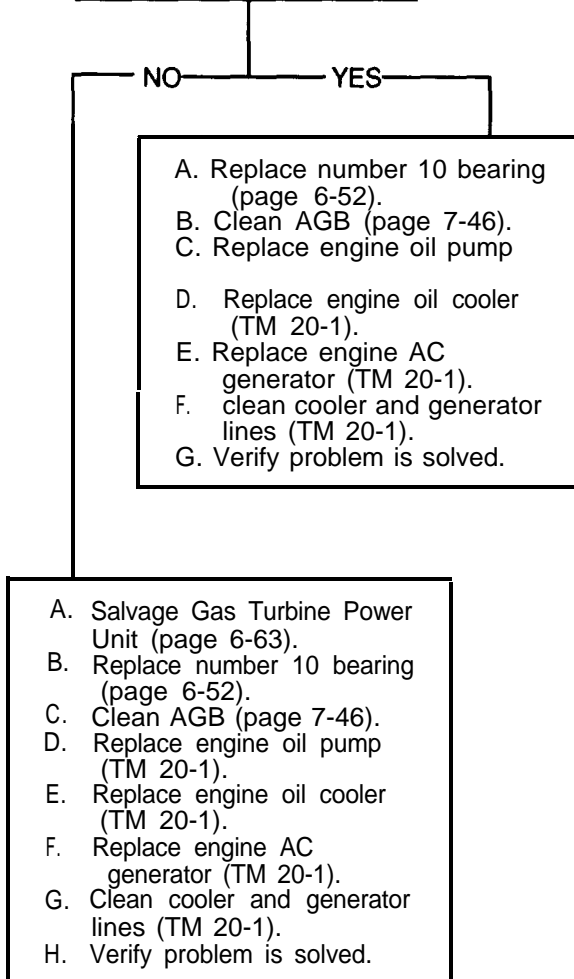 NO YES
A. Replace number 10 bearing
(page 6-52).
B. Clean AGB (page 7-46).
C. Replace engine oil pump
D. Replace engine oil cooler
(TM 20-1).
E. Replace engine AC
generator (TM 20-1).
F. clean cooler and generator
lines (TM 20-1).
G. Verify problem is solved.
A. Salvage Gas Turbine Power
Unit (page 6-63).
B. Replace number 10 bearing
(page 6-52).
C. Clean AGB (page 7-46).
D. Replace engine oil pump
(TM 20-1).
E. Replace engine oil cooler
(TM 20-1).
F. Replace engine AC
generator (TM 20-1).
G. Clean cooler and generator
lines (TM 20-1).
H. Verify problem is solved.